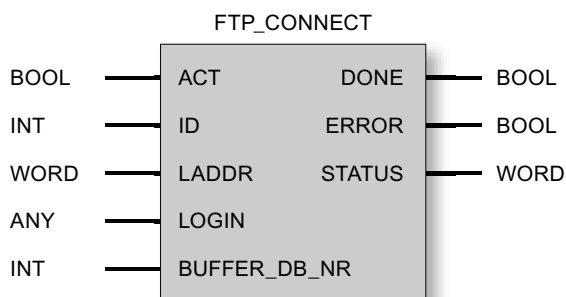 FTP_CONNECT
BOOL ACT DONE BOOL
INT ID ERROR BOOL
WORD LADDR STATUS WORD
ANY LOGIN
INT BUFFER_DB_NR